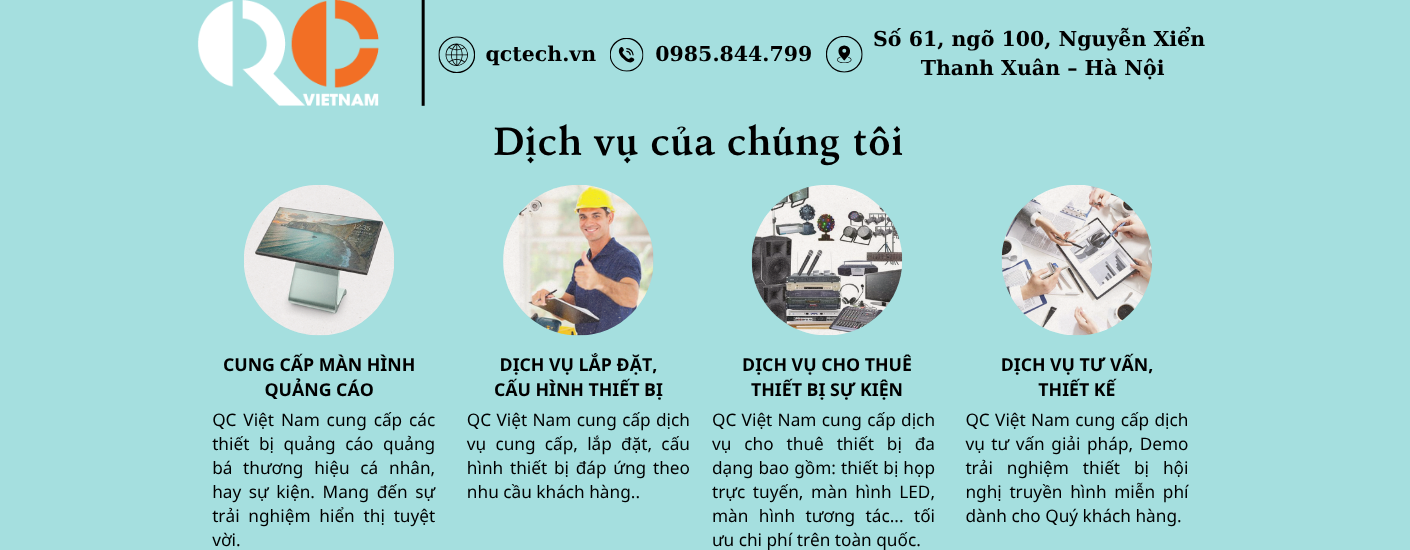 QC
VIETNAM
qctech.vn
0985.844.799
Số 61, ngõ 100, Nguyễn Xiển
Thanh Xuân – Hà Nội
Dịch vụ của chúng tôi
CUNG CẤP MÀN HÌNH
QUẢNG CÁO
QC Việt Nam cung cấp các
thiết bị quảng cáo quảng
bá thương hiệu cá nhân,
hay sự kiện. Mang đến sự
trải nghiệm hiển thị tuyệt
vời.
DỊCH VỤ LẮP ĐẶT,
CẤU HÌNH THIẾT BỊ
QC Việt Nam cung cấp dịch
vụ cung cấp, lắp đặt, cấu
hình thiết bị đáp ứng theo
nhu cầu khách hàng..
DỊCH VỤ CHO THUÊ
THIẾT BỊ SỰ KIỆN
QC Việt Nam cung cấp dịch
vụ cho thuê thiết bị đa
dạng bao gồm: thiết bị họp
trực tuyến, màn hình LED,
màn hình tương tác... tối
ưu chi phí trên toàn quốc.
DỊCH VỤ TƯ VẤN,
THIẾT KẾ
QC Việt Nam cung cấp dịch
vụ tư vấn giải pháp, Demo
trải nghiệm thiết bị hội
nghị truyền hình miễn phí
dành cho Quý khách hàng.